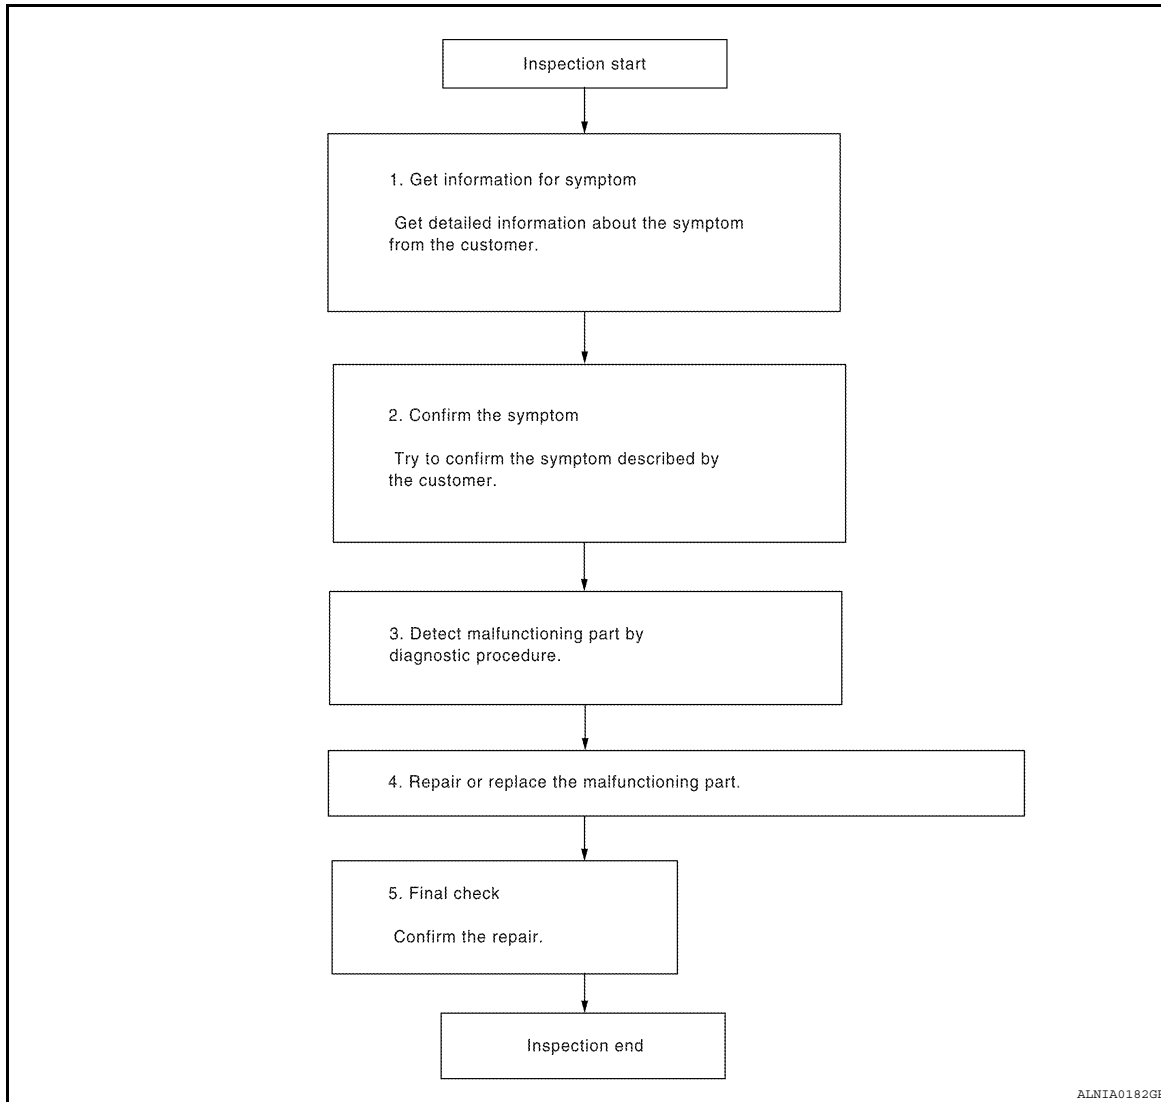 Inspection start
1. Get information for symptom
Get detailed information about the symptom
from the customer.
2. Confirm the symptom
Try to confirm the symptom described by
the customer.
3. Detect malfunctioning part by
diagnostic procedure.
4. Repair or replace the malfunctioning part.
5. Final check
Confirm the repair.
Inspection end